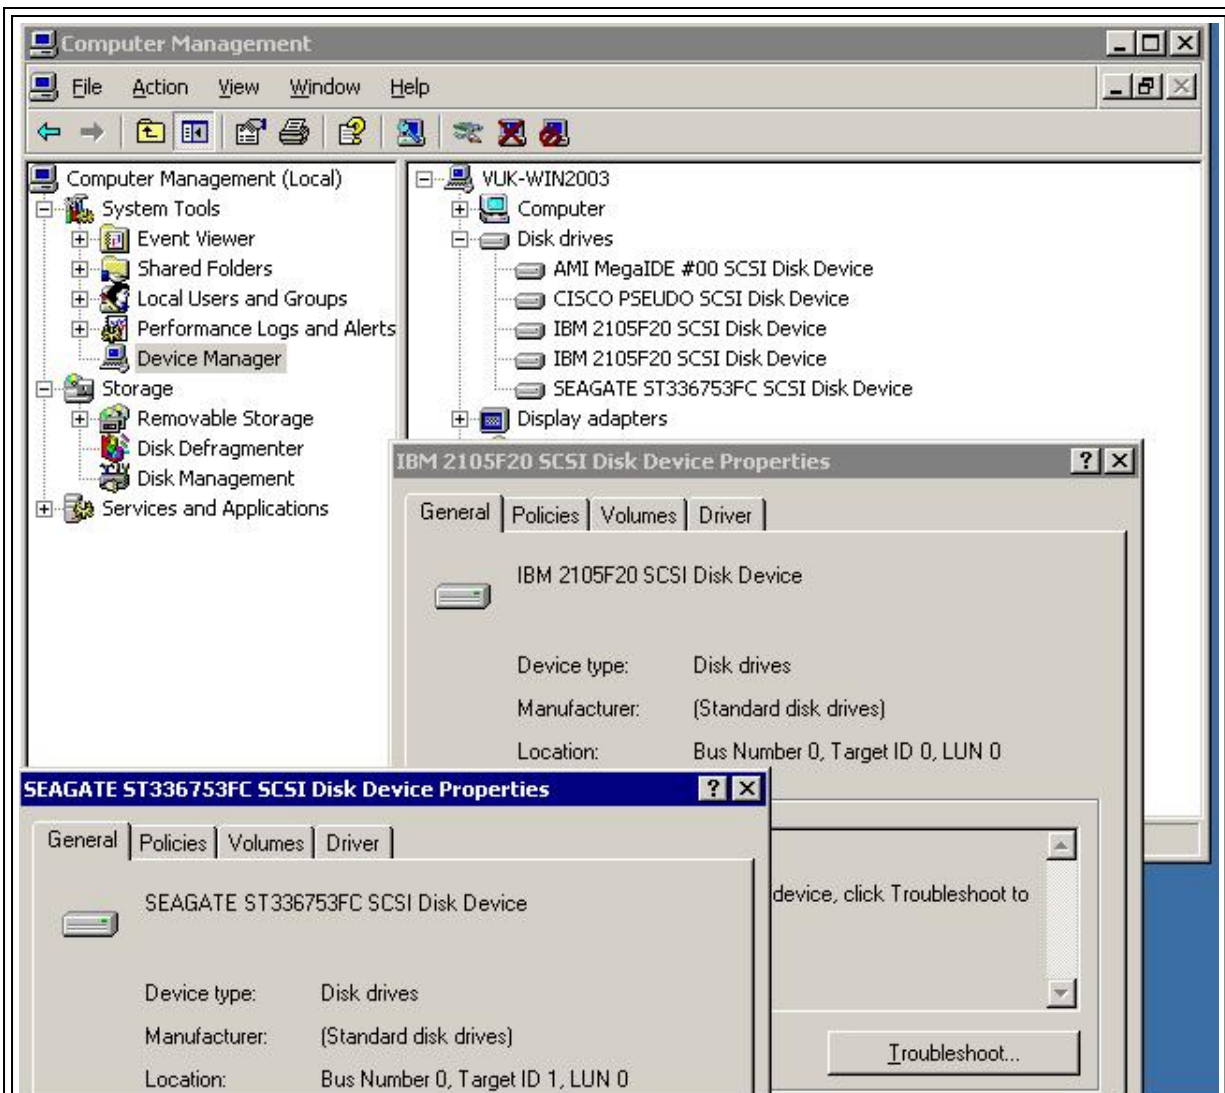 Computer Management
File Action View Window Help
Computer Management (Local)
System Tools
Event Viewer
Shared Folders
Local Users and Groups
Performance Logs and Alerts
Device Manager
Storage
Removable Storage
Disk Defragmenter
Disk Management
Services and Applications
VUK-WIN2003
Computer
Disk drives
AMI MegaIDE #00 SCSI Disk Device
CISCO PSEUDO SCSI Disk Device
IBM 2105F20 SCSI Disk Device
IBM 2105F20 SCSI Disk Device
SEAGATE ST336753FC SCSI Disk Device
Display adapters
IBM 2105F20 SCSI Disk Device Properties
General Policies Volumes Driver
IBM 2105F20 SCSI Disk Device
Device type: Disk drives
Manufacturer: (Standard disk drives)
Location: Bus Number 0, Target ID 0, LUN 0
device, click Troubleshoot to
Troubleshoot...
SEAGATE ST336753FC SCSI Disk Device Properties
General Policies Volumes Driver
SEAGATE ST336753FC SCSI Disk Device
Device type: Disk drives
Manufacturer: (Standard disk drives)
Location: Bus Number 0, Target ID 1, LUN 0